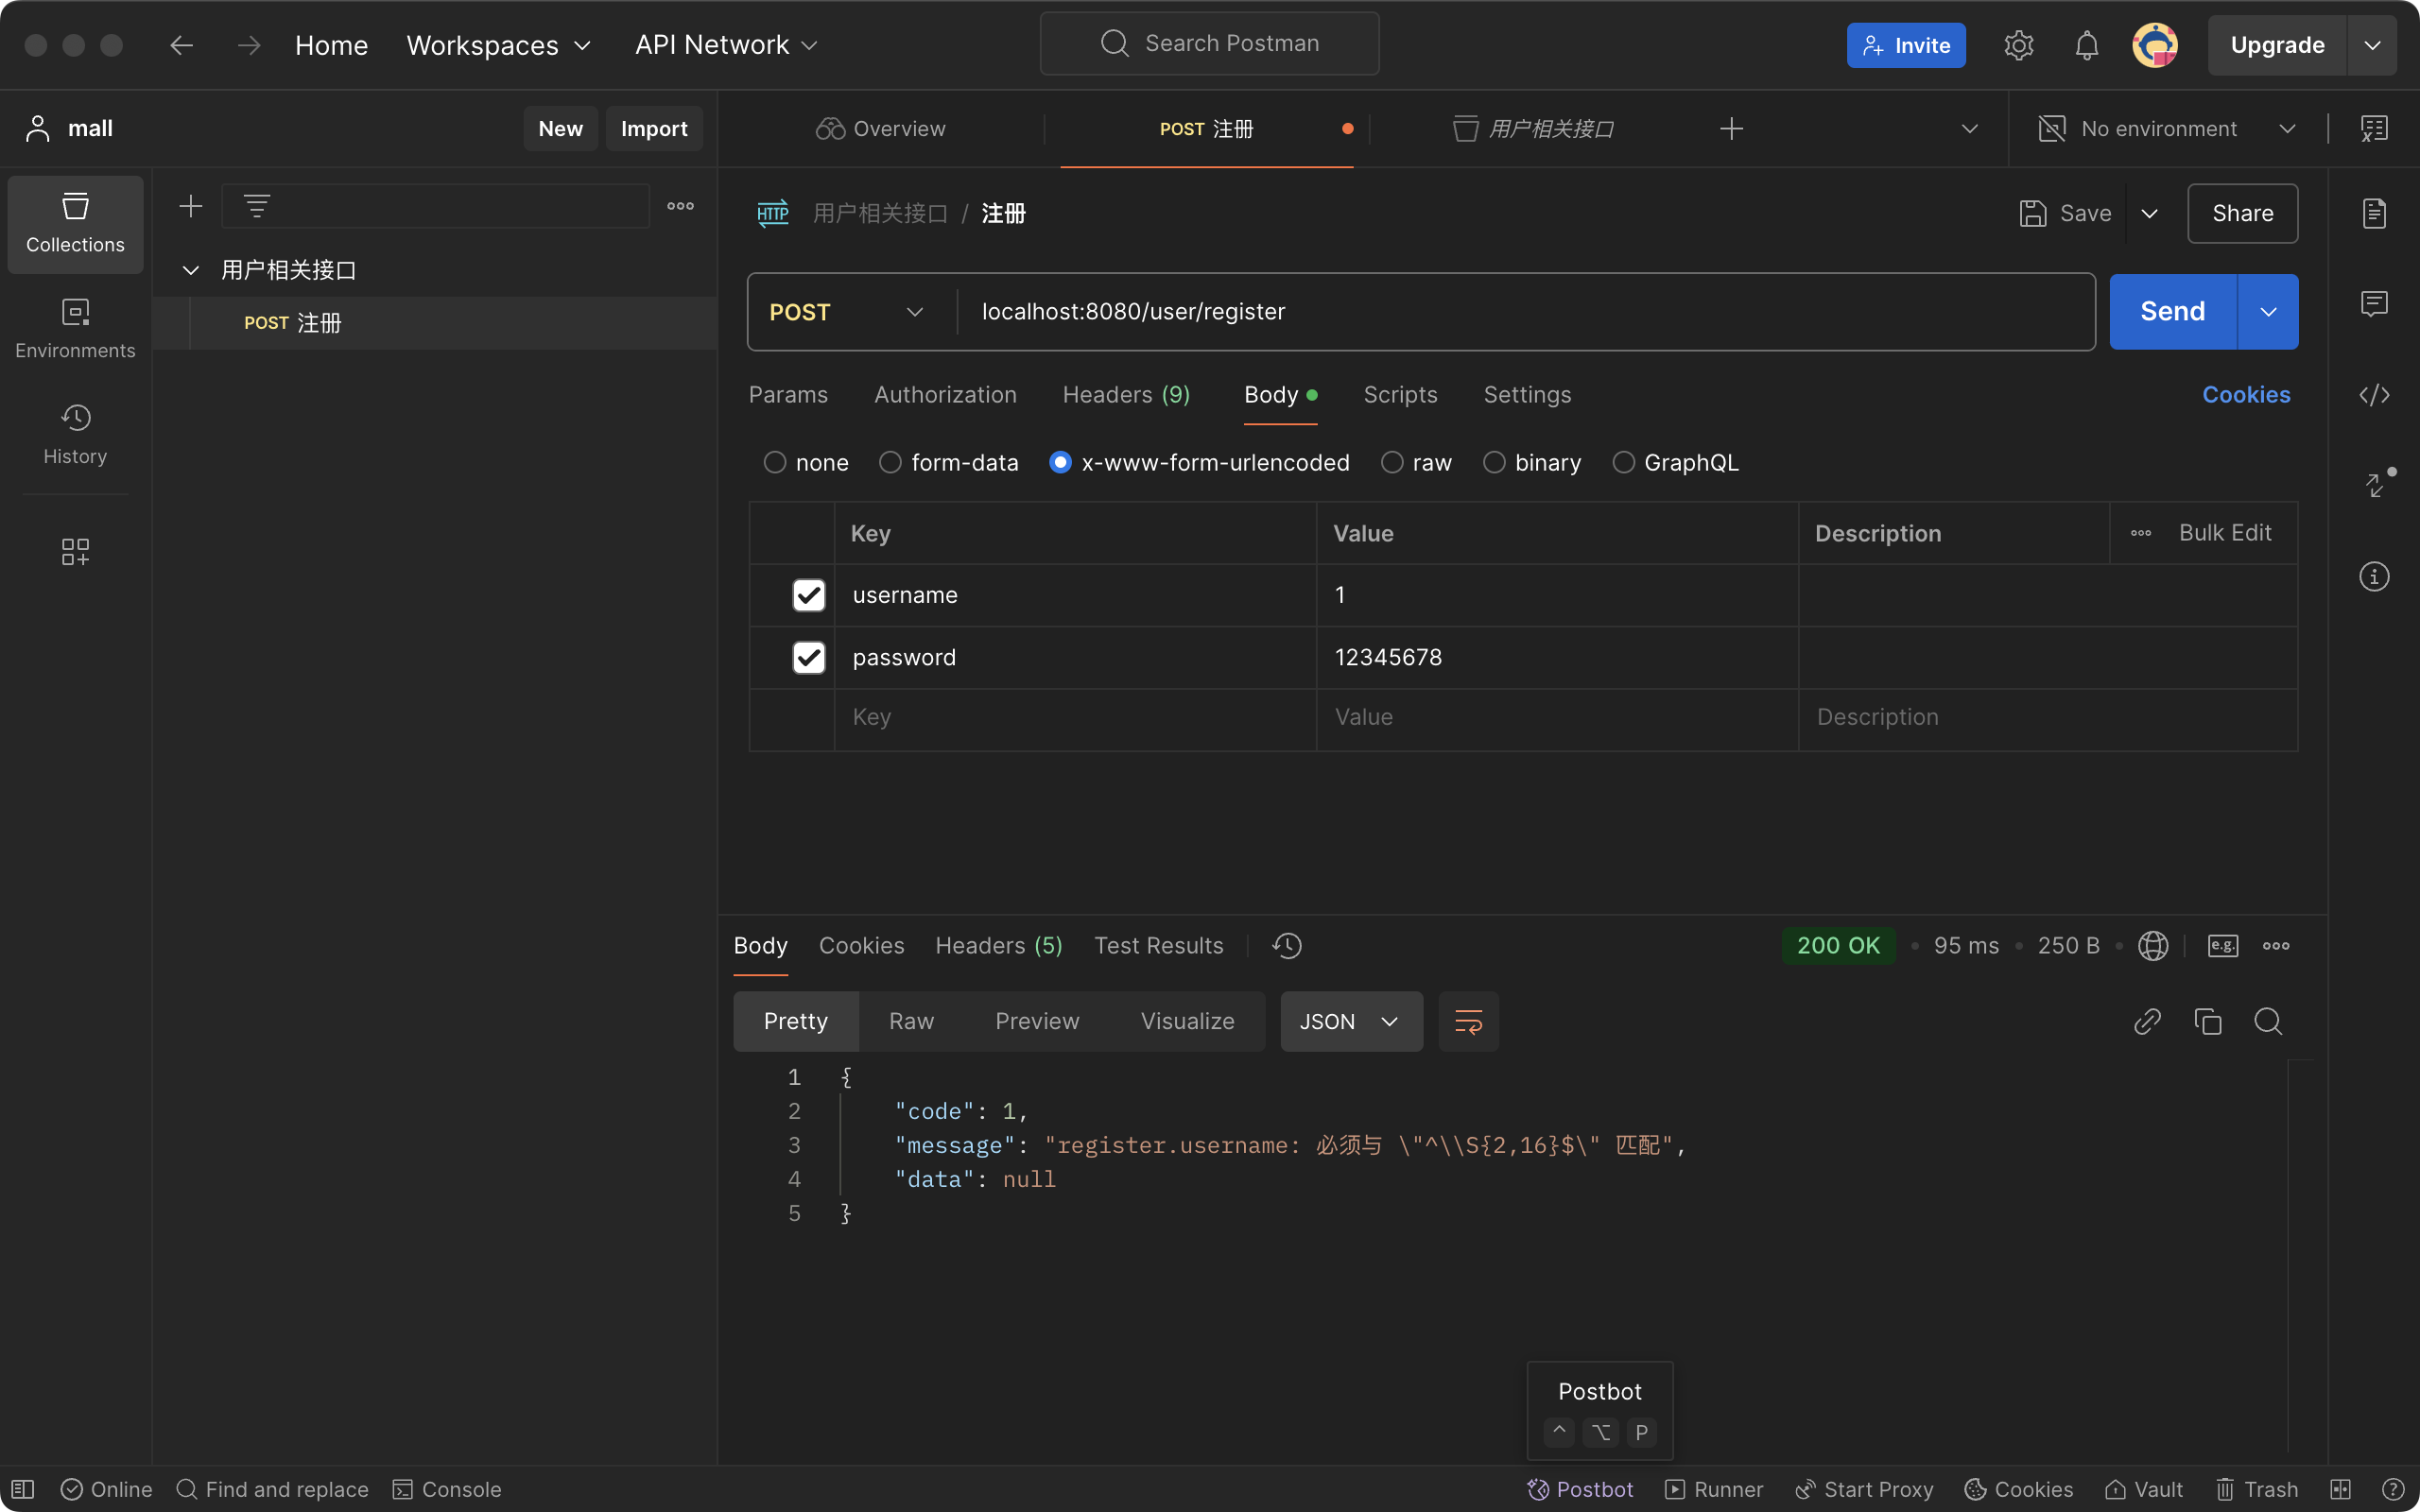 Home Workspaces API Network Search Postman Invite Upgrade
mall New Import Overview POST 注册 用户相关接口 No environment
Collections
Environments
History
用户相关接口
POST 注册
HTTP 用户相关接口 / 注册 Save Share
POST localhost:8080/user/register Send
Params Authorization Headers (9) Body Scripts Settings Cookies
none form-data x-www-form-urlencoded raw binary GraphQL
Key Value Description Bulk Edit
username 1
password 12345678
Key Value Description
Body Cookies Headers (5) Test Results 200 OK • 95 ms • 250 B • e.g.
Pretty Raw Preview Visualize JSON
1 {
2 "code": 1,
3 "message": "register.username: 必须与 \"^\\S{2,16}$\" 匹配",
4 "data": null
5 }
Postbot
^ ⌥ P
Online Find and replace Console Postbot Runner Start Proxy Cookies Vault Trash